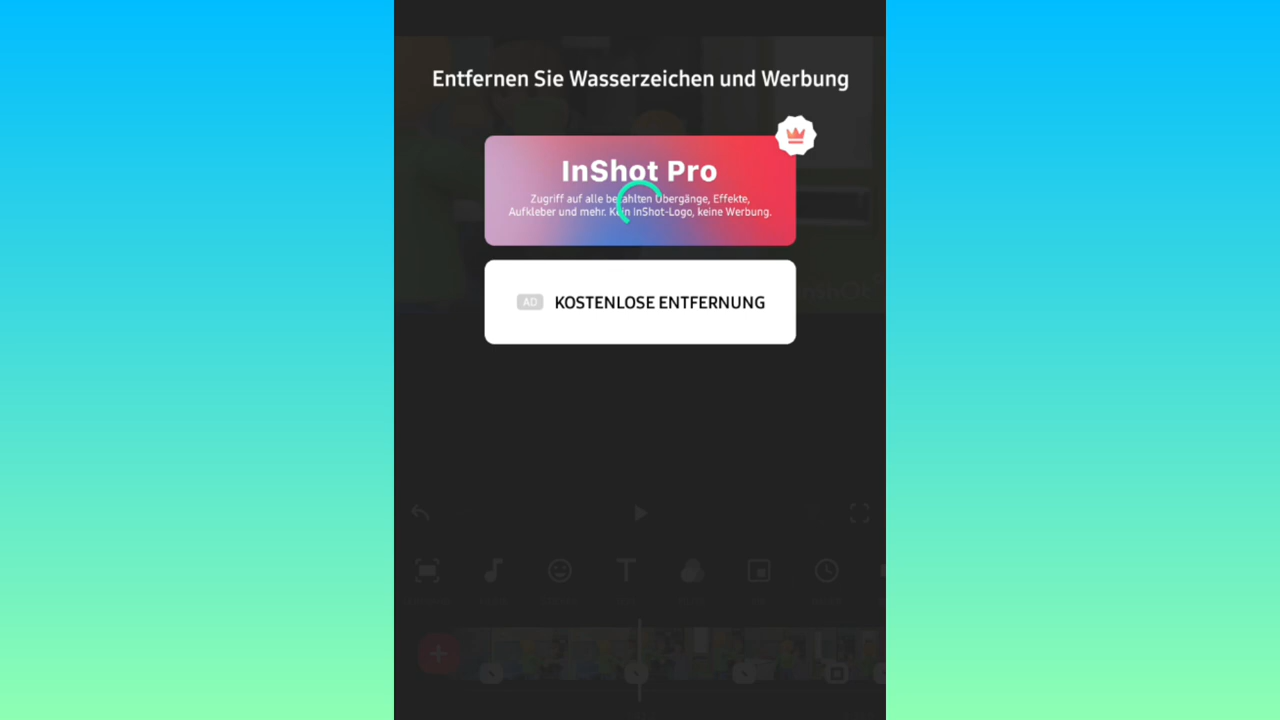 Entfernen Sie Wasserzeichen und Werbung
InShot Pro
Zugriff auf alle bezahlten Übergänge, Effekte,
Aufkleber und mehr. Kein InShot-Logo, keine Werbung.
AD KOSTENLOSE ENTFERNUNG
InShOt